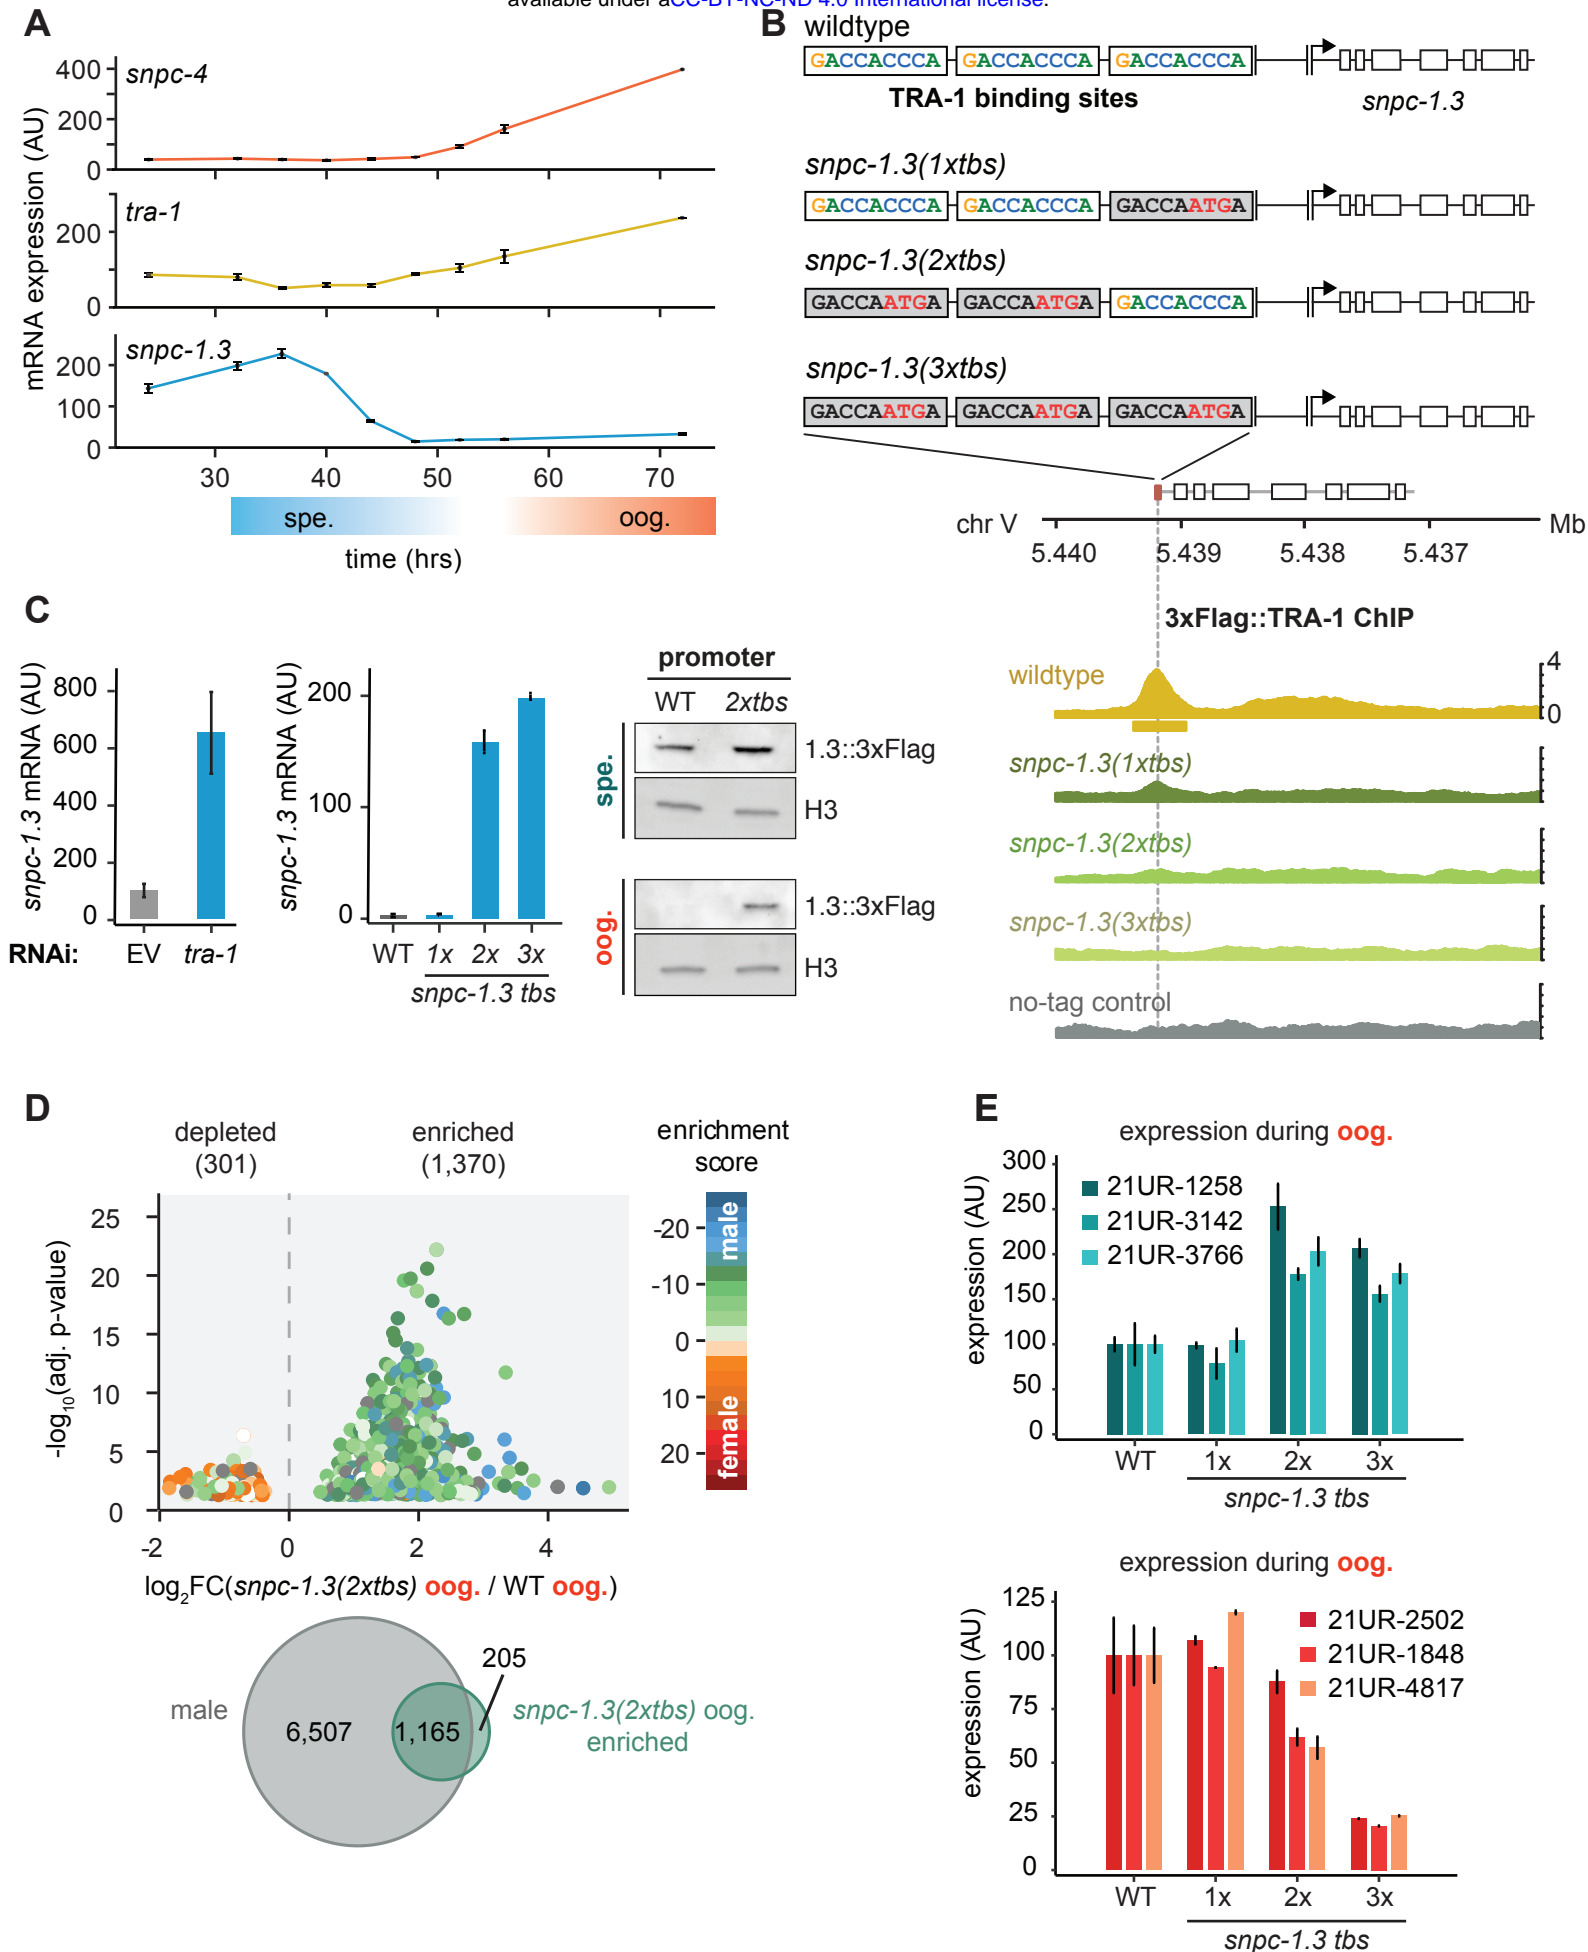 available under aCC-BY-NC-ND 4.0 International license.
A
mRNA expression (AU)
snpc-4
400
200
0
tra-1
200
0
snpc-1.3
200
100
0
30 40 50 60 70
spe. oog.
time (hrs)
B
wildtype
GACCACCCA GACCACCCA GACCACCCA
TRA-1 binding sites
snpc-1.3
snpc-1.3(1xtbs)
GACCACCCA GACCACCCA GACCAATGA
snpc-1.3(2xtbs)
GACCAATGA GACCAATGA GACCACCCA
snpc-1.3(3xtbs)
GACCAATGA GACCAATGA GACCAATGA
chr V
Mb
5.440 5.439 5.438 5.437
3xFlag::TRA-1 ChIP
wildtype
4
0
snpc-1.3(1xtbs)
snpc-1.3(2xtbs)
snpc-1.3(3xtbs)
no-tag control
C
snpc-1.3 mRNA (AU)
800
600
400
200
0
RNAi: EV tra-1
snpc-1.3 mRNA (AU)
200
100
0
WT 1x 2x 3x
snpc-1.3 tbs
promoter
WT 2xtbs
spe.
1.3::3xFlag
H3
oog.
1.3::3xFlag
H3
D
depleted
(301)
enriched
(1,370)
-log10(adj. p-value)
25
20
15
10
5
0
-2 0 2 4
log2FC(snpc-1.3(2xtbs) oog. / WT oog.)
enrichment
score
-20
-10
0
10
20
male
female
male
6,507
1,165
205
snpc-1.3(2xtbs) oog.
enriched
E
expression during oog.
expression (AU)
300
250
200
150
100
50
0
21UR-1258
21UR-3142
21UR-3766
WT 1x 2x 3x
snpc-1.3 tbs
expression during oog.
expression (AU)
125
100
75
50
25
0
21UR-2502
21UR-1848
21UR-4817
WT 1x 2x 3x
snpc-1.3 tbs